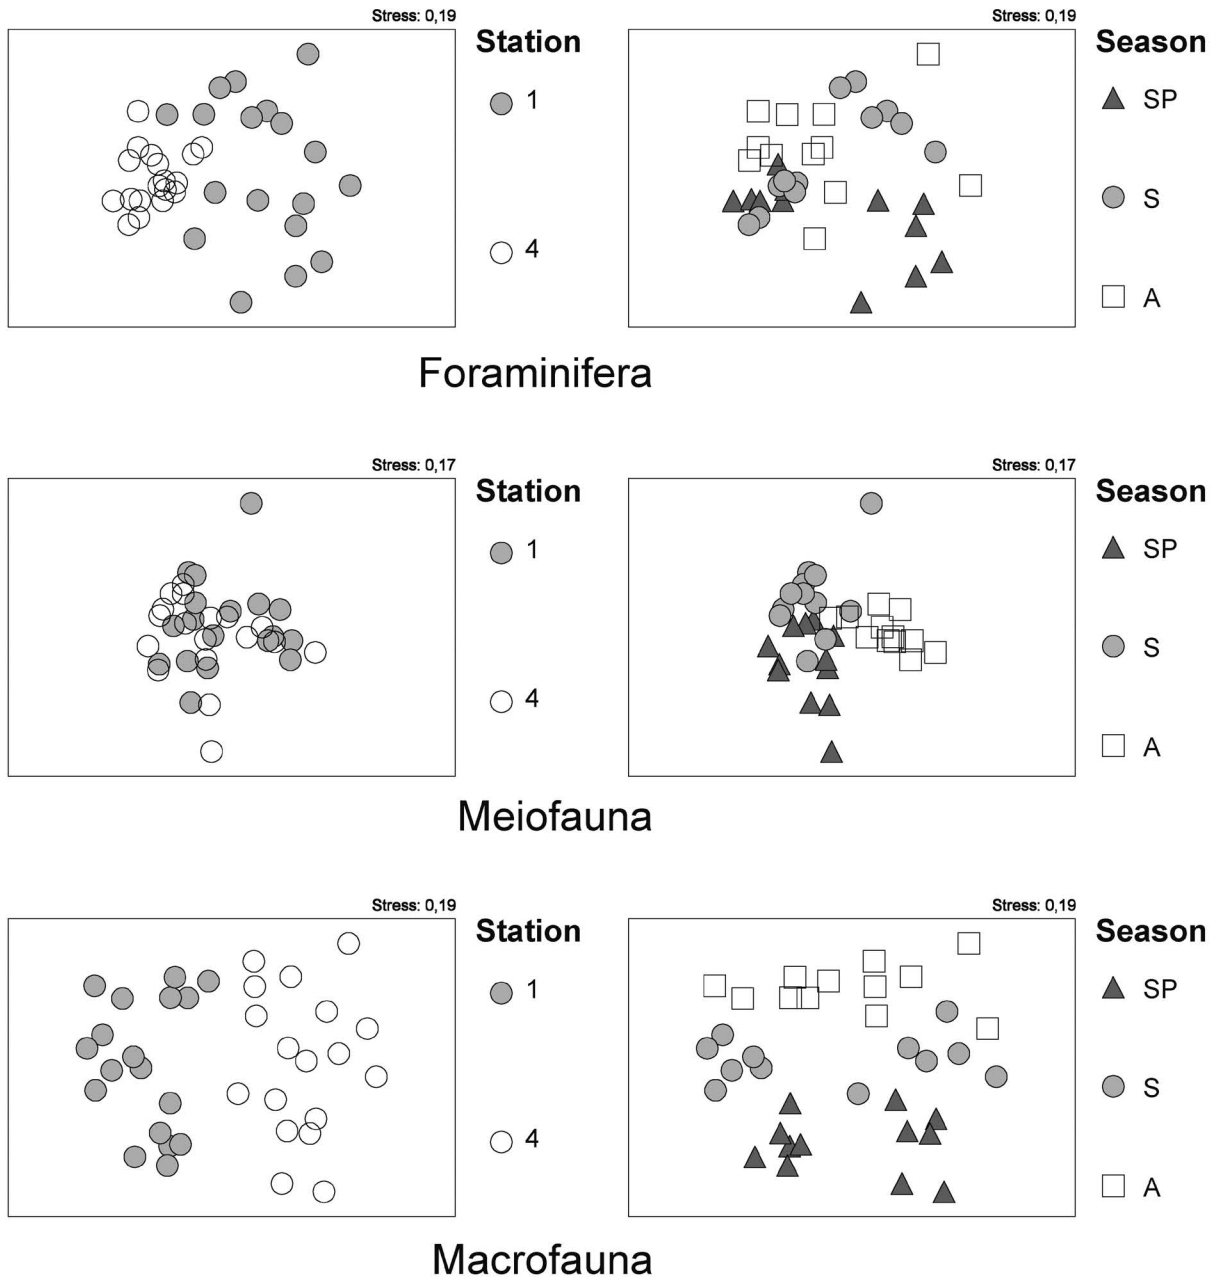 Stress: 0,19
Station
1
4
Stress: 0,19
Season
SP
S
A
Foraminifera
Stress: 0,17
Station
1
4
Stress: 0,17
Season
SP
S
A
Meiofauna
Stress: 0,19
Station
1
4
Stress: 0,19
Season
SP
S
A
Macrofauna